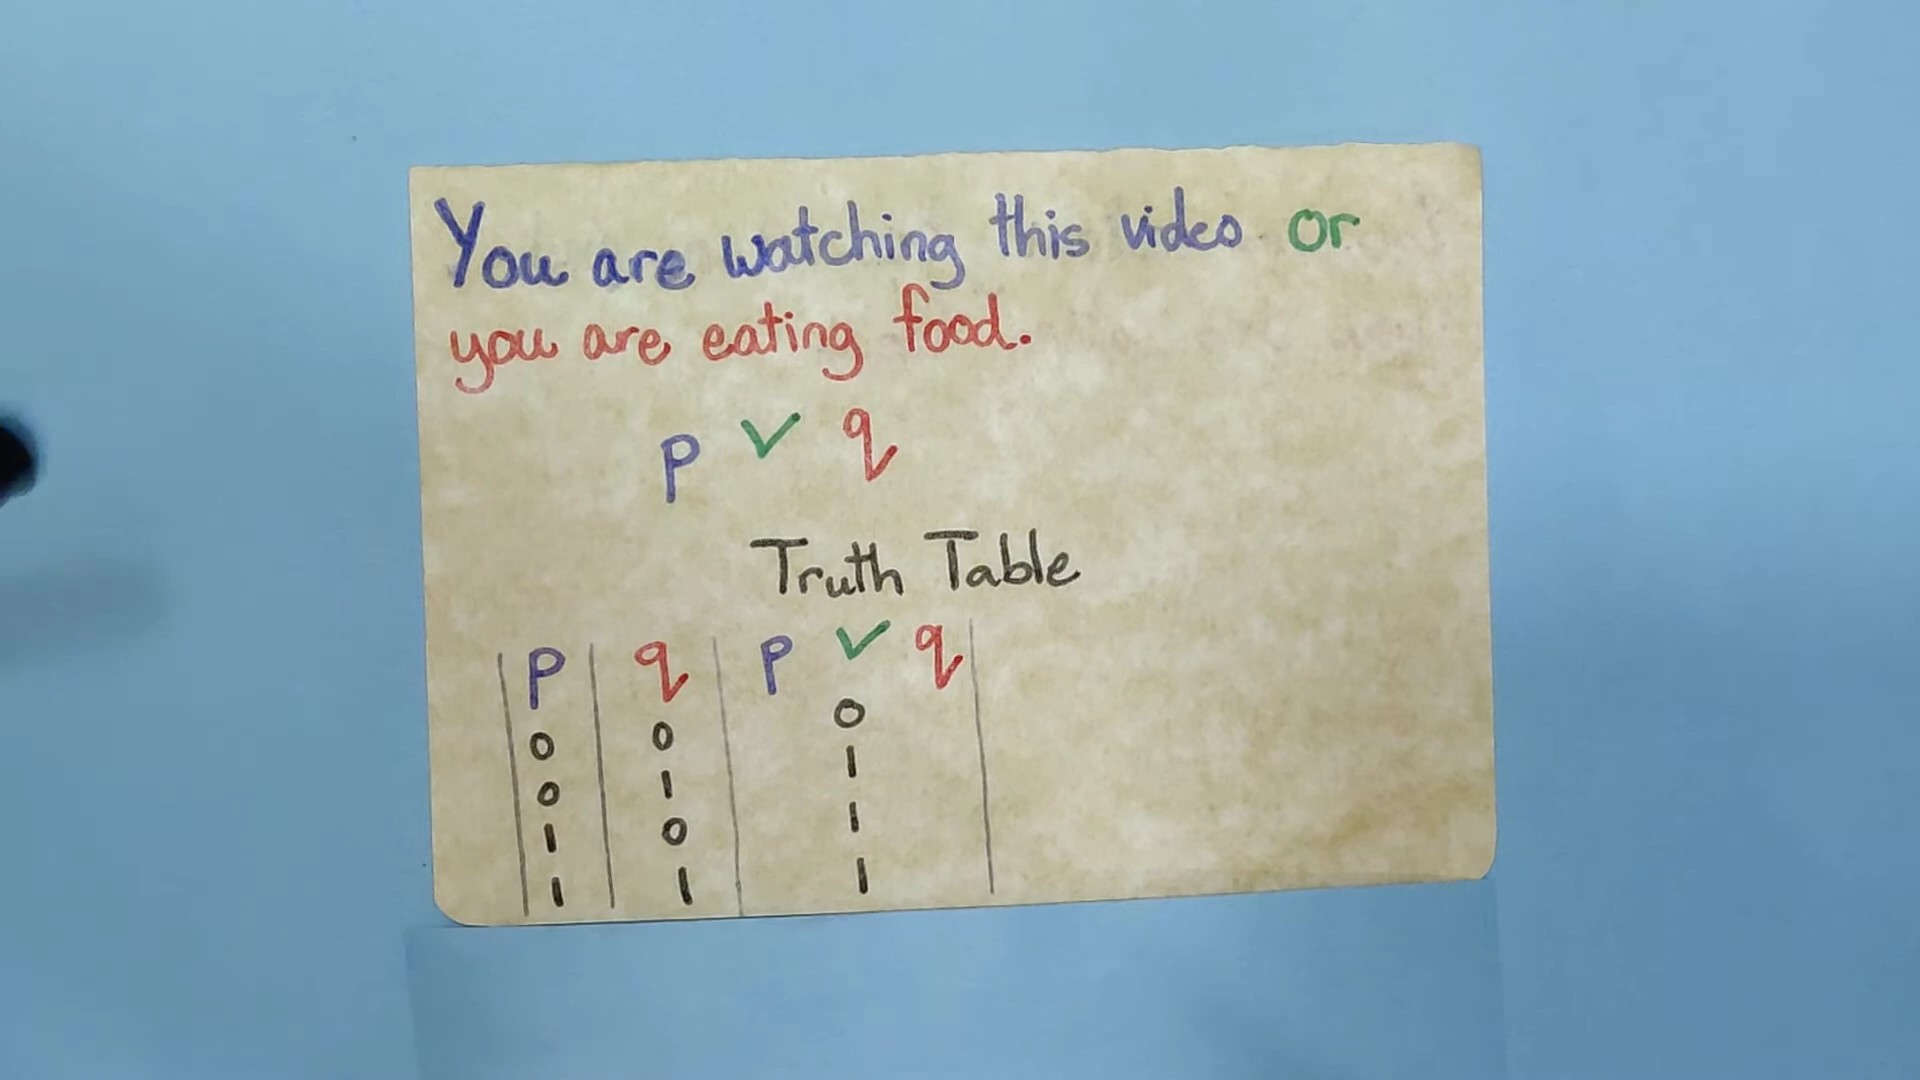 You are watching this video or
you are eating food.
p ∨ q
Truth Table
p q p ∨ q
0 0 0
0 1 1
1 0 1
1 1 1